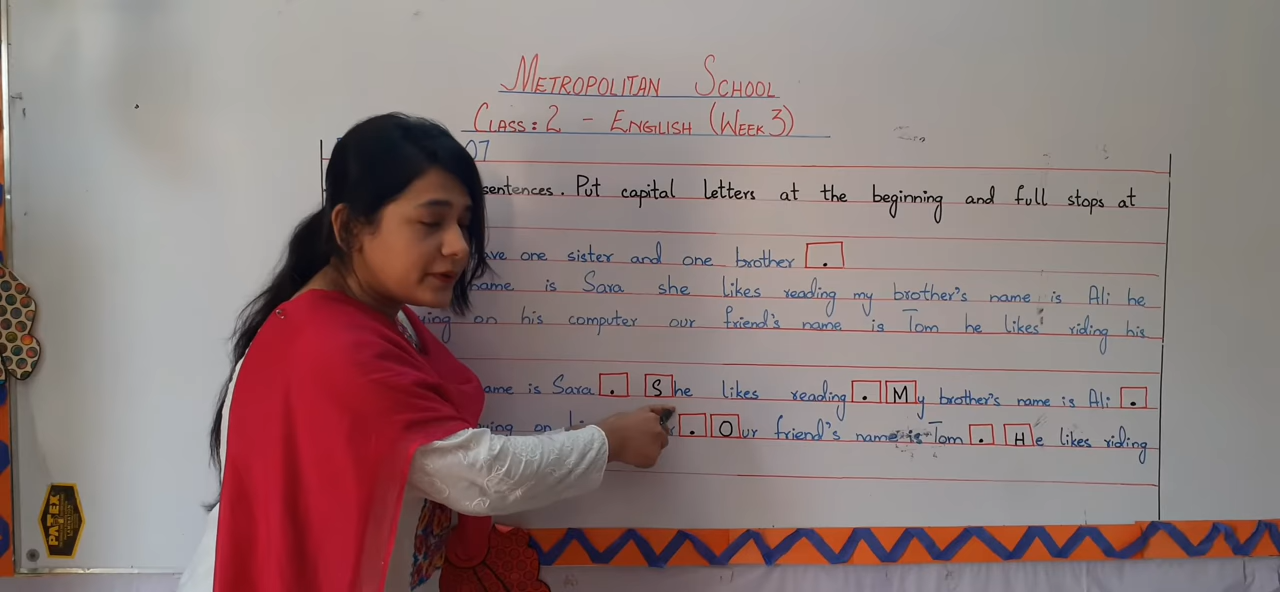 METROPOLITAN SCHOOL
CLASS: 2 - ENGLISH (WEEK 3)
07
sentences. Put capital letters at the beginning and full stops at
one sister and one brother .
name is Sara she likes reading my brother's name is Ali he
on his computer our friend's name is Tom he likes riding his
is Sara . She likes reading . My brother's name is Ali .
on . Our friend's name is Tom . He likes riding
PATEX